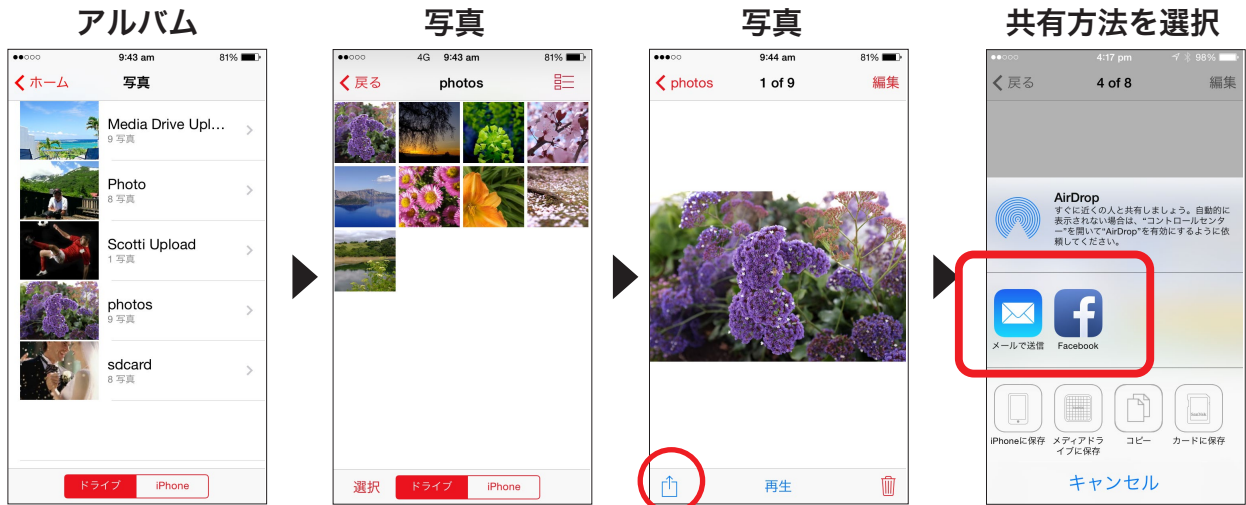 アルバム
9:43 am
81%
ホーム
写真
Media Drive Upl...
9 写真
Photo
8 写真
Scotti Upload
1 写真
photos
9 写真
sdcard
8 写真
ドライブ
iPhone
写真
4G
9:43 am
81%
戻る
photos
選択
ドライブ
iPhone
写真
9:44 am
81%
photos
1 of 9
編集
再生
共有方法を選択
4:17 pm
98%
戻る
4 of 8
編集
AirDrop
すぐに近くの人と共有しましょう。自動的に
表示されない場合は、“コントロールセンタ
ー”を開いて“AirDrop”を有効にするように依
頼してください。
メールで送信
Facebook
iPhoneに保存
メディアドラ
イブに保存
コピー
カードに保存
キャンセル